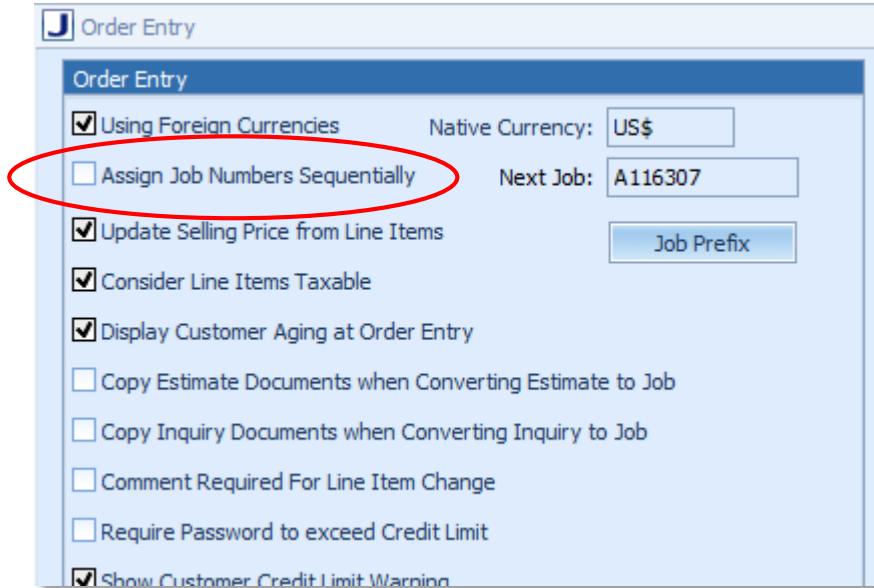 J Order Entry
Order Entry
Using Foreign Currencies Native Currency: US$
Assign Job Numbers Sequentially Next Job: A116307
Update Selling Price from Line Items Job Prefix
Consider Line Items Taxable
Display Customer Aging at Order Entry
Copy Estimate Documents when Converting Estimate to Job
Copy Inquiry Documents when Converting Inquiry to Job
Comment Required For Line Item Change
Require Password to exceed Credit Limit
Show Customer Credit Limit Warning